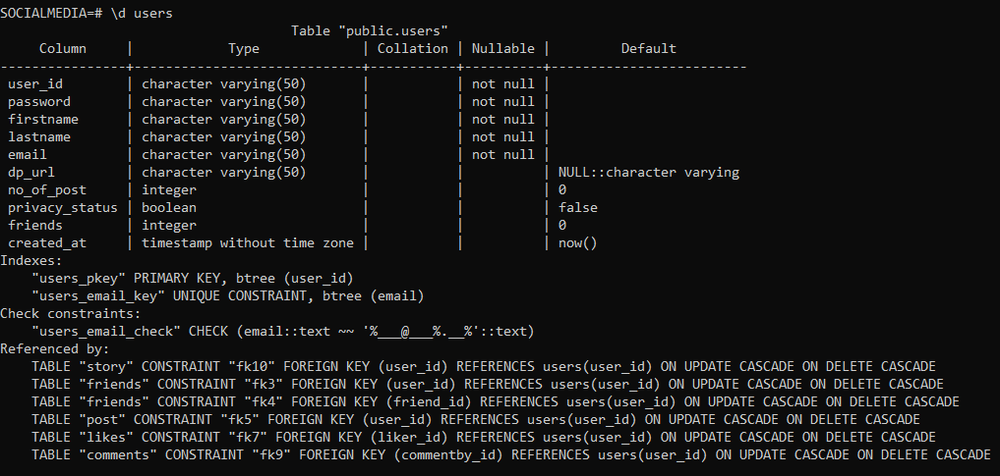 SOCIALMEDIA=# \d users
                                     Table "public.users"
     Column     |            Type             | Collation | Nullable |         Default
----------------+-----------------------------+-----------+----------+-------------------------
 user_id        | character varying(50)       |           | not null |
 password       | character varying(50)       |           | not null |
 firstname      | character varying(50)       |           | not null |
 lastname       | character varying(50)       |           | not null |
 email          | character varying(50)       |           | not null |
 dp_url         | character varying(50)       |           |          | NULL::character varying
 no_of_post     | integer                     |           |          | 0
 privacy_status | boolean                     |           |          | false
 friends        | integer                     |           |          | 0
 created_at     | timestamp without time zone |           |          | now()
Indexes:
    "users_pkey" PRIMARY KEY, btree (user_id)
    "users_email_key" UNIQUE CONSTRAINT, btree (email)
Check constraints:
    "users_email_check" CHECK (email::text ~~ '%___@___%.__%'::text)
Referenced by:
    TABLE "story" CONSTRAINT "fk10" FOREIGN KEY (user_id) REFERENCES users(user_id) ON UPDATE CASCADE ON DELETE CASCADE
    TABLE "friends" CONSTRAINT "fk3" FOREIGN KEY (user_id) REFERENCES users(user_id) ON UPDATE CASCADE ON DELETE CASCADE
    TABLE "friends" CONSTRAINT "fk4" FOREIGN KEY (friend_id) REFERENCES users(user_id) ON UPDATE CASCADE ON DELETE CASCADE
    TABLE "post" CONSTRAINT "fk5" FOREIGN KEY (user_id) REFERENCES users(user_id) ON UPDATE CASCADE ON DELETE CASCADE
    TABLE "likes" CONSTRAINT "fk7" FOREIGN KEY (liker_id) REFERENCES users(user_id) ON UPDATE CASCADE ON DELETE CASCADE
    TABLE "comments" CONSTRAINT "fk9" FOREIGN KEY (commentby_id) REFERENCES users(user_id) ON UPDATE CASCADE ON DELETE CASCADE